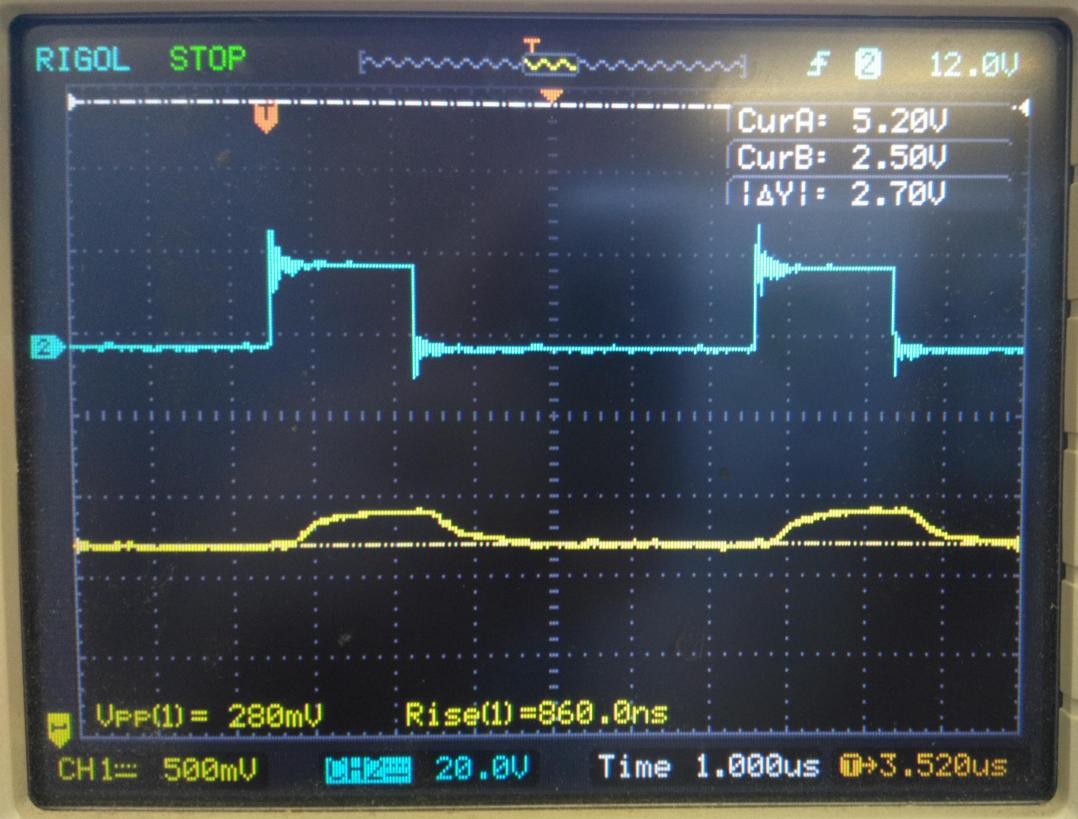 RIGOL STOP T 2 12.0V
T
CurA: 5.20V
CurB: 2.50V
|ΔY|: 2.70V
2
Vpp(1)= 280mV Rise(1)=860.0ns
CH1 500mV CH2 20.0V Time 1.000us T→3.520us